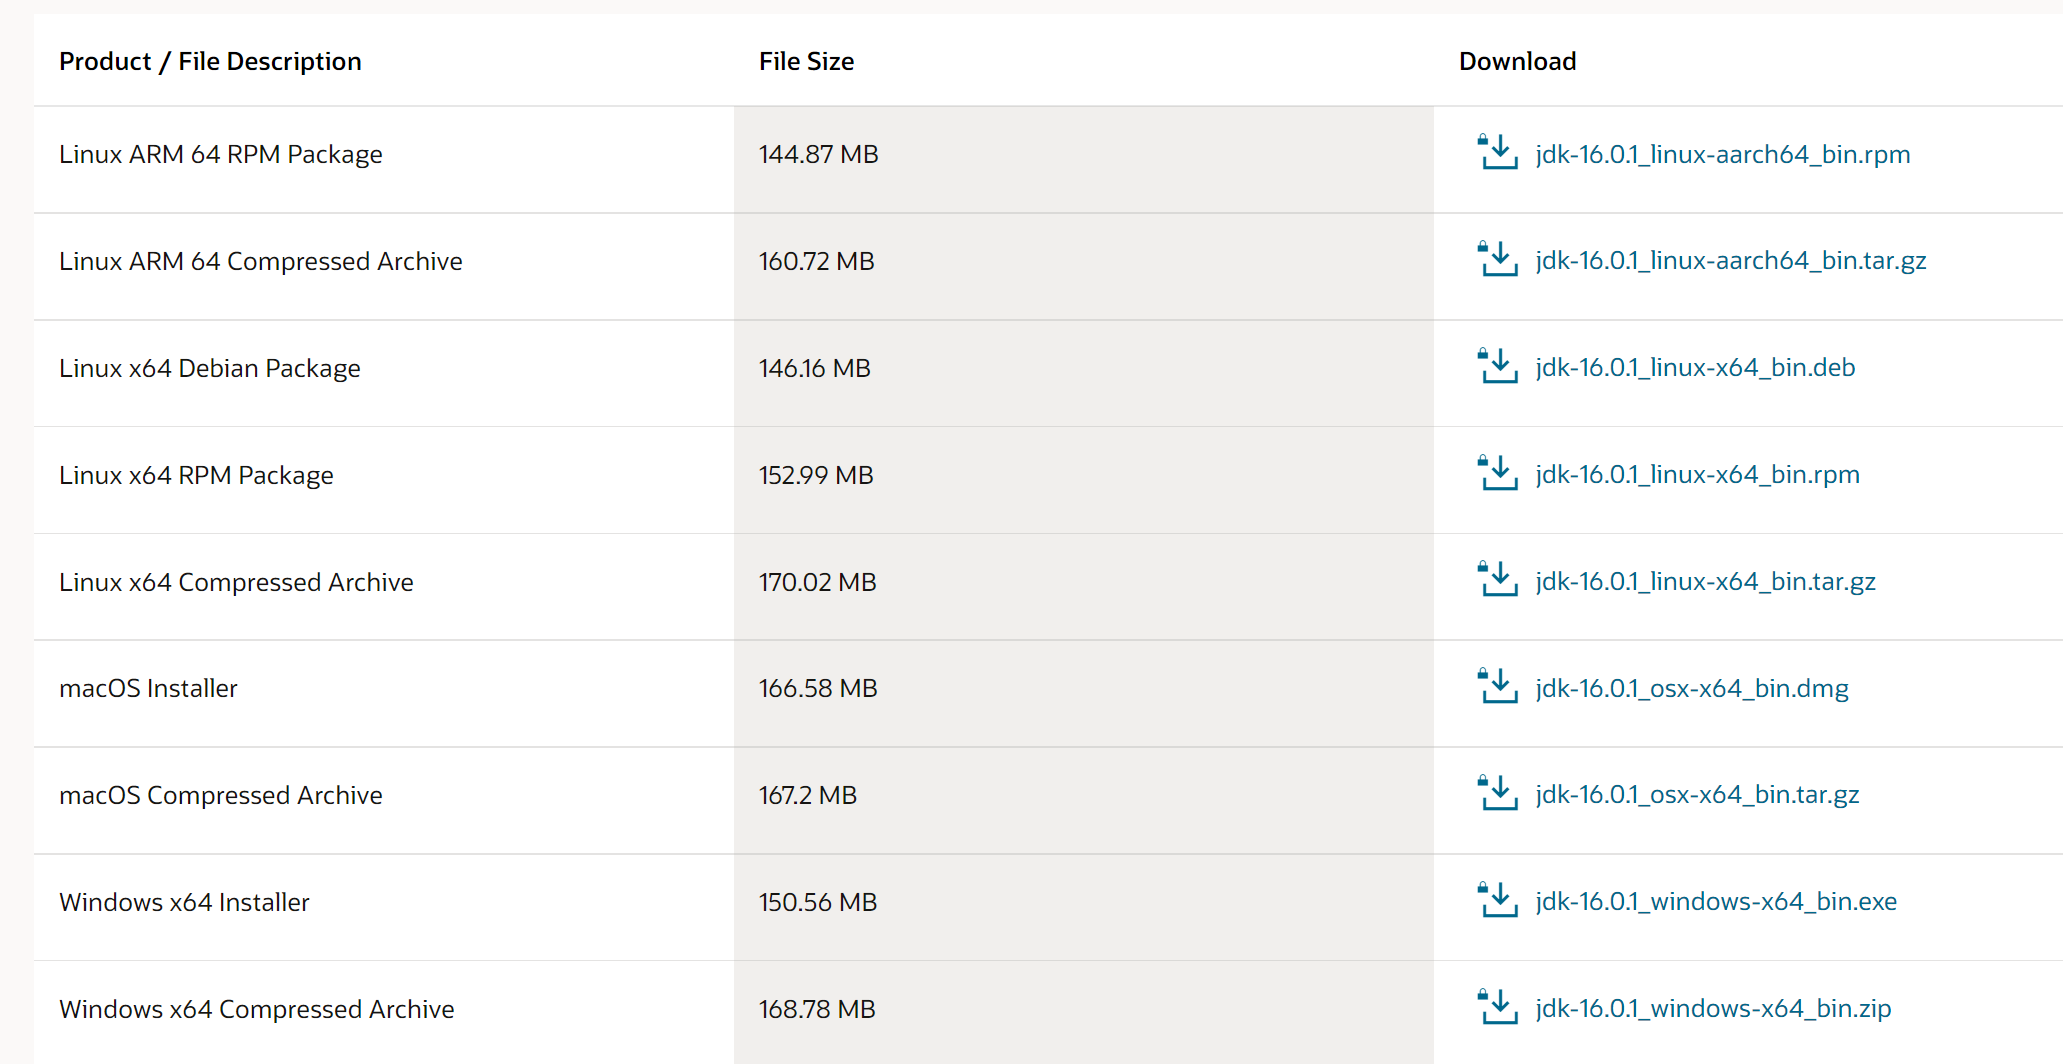 Product / File Description File Size Download
Linux ARM 64 RPM Package 144.87 MB jdk-16.0.1_linux-aarch64_bin.rpm
Linux ARM 64 Compressed Archive 160.72 MB jdk-16.0.1_linux-aarch64_bin.tar.gz
Linux x64 Debian Package 146.16 MB jdk-16.0.1_linux-x64_bin.deb
Linux x64 RPM Package 152.99 MB jdk-16.0.1_linux-x64_bin.rpm
Linux x64 Compressed Archive 170.02 MB jdk-16.0.1_linux-x64_bin.tar.gz
macOS Installer 166.58 MB jdk-16.0.1_osx-x64_bin.dmg
macOS Compressed Archive 167.2 MB jdk-16.0.1_osx-x64_bin.tar.gz
Windows x64 Installer 150.56 MB jdk-16.0.1_windows-x64_bin.exe
Windows x64 Compressed Archive 168.78 MB jdk-16.0.1_windows-x64_bin.zip